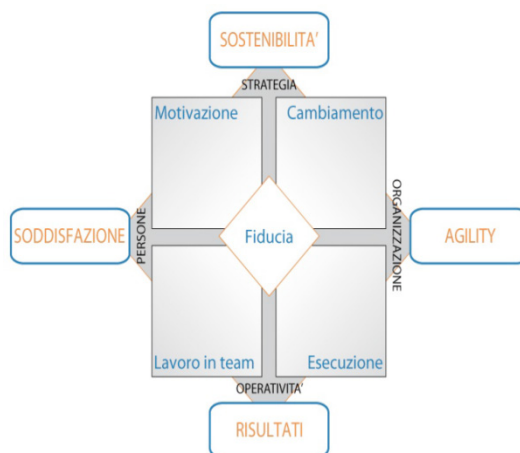 SOSTENIBILITA'
STRATEGIA
Motivazione
Cambiamento
SODDISFAZIONE
PERSONE
Fiducia
ORGANIZZAZIONE
AGILITY
Lavoro in team
Esecuzione
OPERATIVITA'
RISULTATI